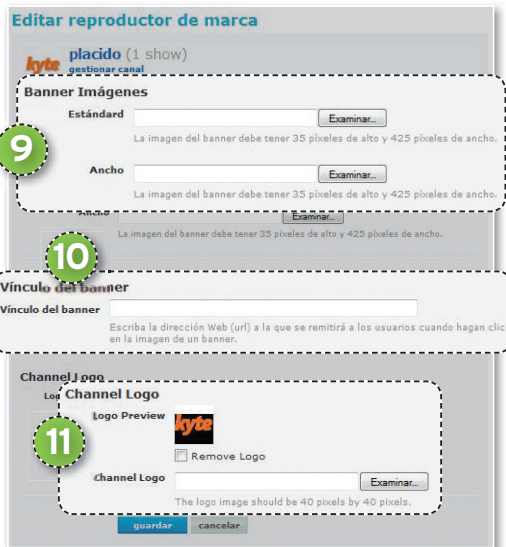 Editar reproductor de marca
kyte
placido (1 show)
gestionar canal
Banner Imágenes
Estándard
Examinar...
La imagen del banner debe tener 35 píxeles de alto y 425 píxeles de ancho.
9
Ancho
Examinar...
La imagen del banner debe tener 35 píxeles de alto y 425 píxeles de ancho.
Ancho
Examinar...
La imagen del banner debe tener 35 píxeles de alto y 425 píxeles de ancho.
10
Vínculo del banner
Vínculo del banner
Escriba la dirección Web (url) a la que se remitirá a los usuarios cuando hagan clic
en la imagen de un banner.
Channel Logo
Channel Logo
Logo Preview
kyte
11
Remove Logo
Channel Logo
Examinar...
The logo image should be 40 pixels by 40 pixels.
guardar
cancelar